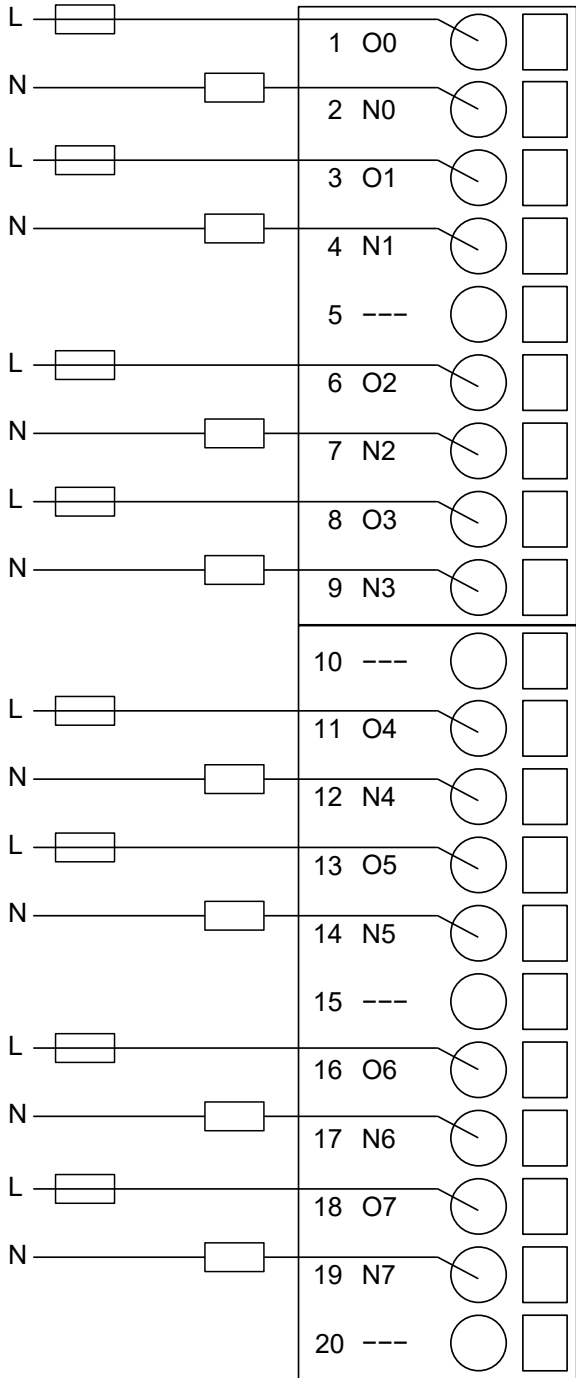 L
1 O0
N
2 N0
L
3 O1
N
4 N1
5 ---
L
6 O2
N
7 N2
L
8 O3
N
9 N3
10 ---
L
11 O4
N
12 N4
L
13 O5
N
14 N5
15 ---
L
16 O6
N
17 N6
L
18 O7
N
19 N7
20 ---